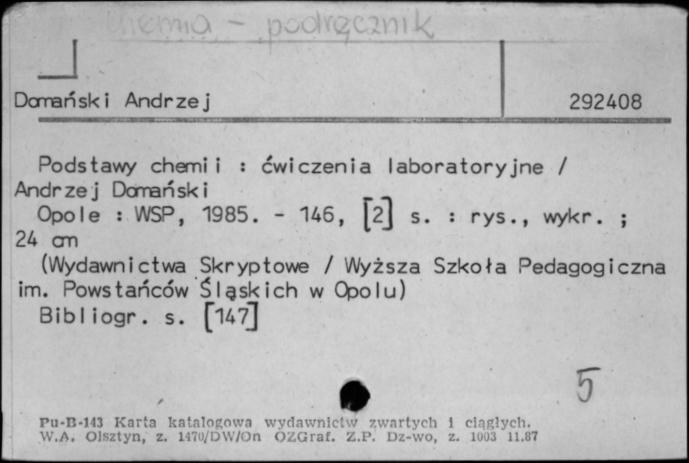 chemia - podręcznik
Domański Andrzej 292408
Podstawy chemii : ćwiczenia laboratoryjne /
Andrzej Domański
Opole : WSP, 1985. - 146, [2] s. : rys., wykr. ;
24 cm
(Wydawnictwa Skryptowe / Wyższa Szkoła Pedagogiczna
im. Powstańców Śląskich w Opolu)
Bibliogr. s. [147]
5
Pu-B-143 Karta katalogowa wydawnictw zwartych i ciągłych.
W.A. Olsztyn, z. 1470/DW/On OZGraf. Z.P. Dz-wo, z. 1003 11.87